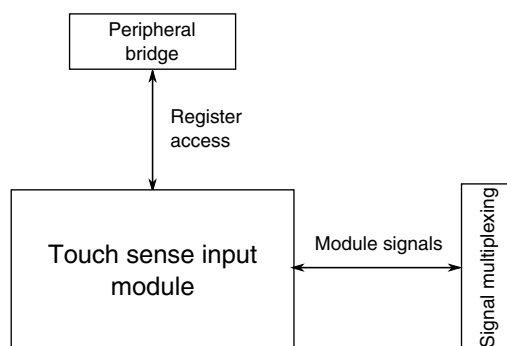 Peripheral
bridge
Register
access
Touch sense input
module
Module signals
Signal multiplexing